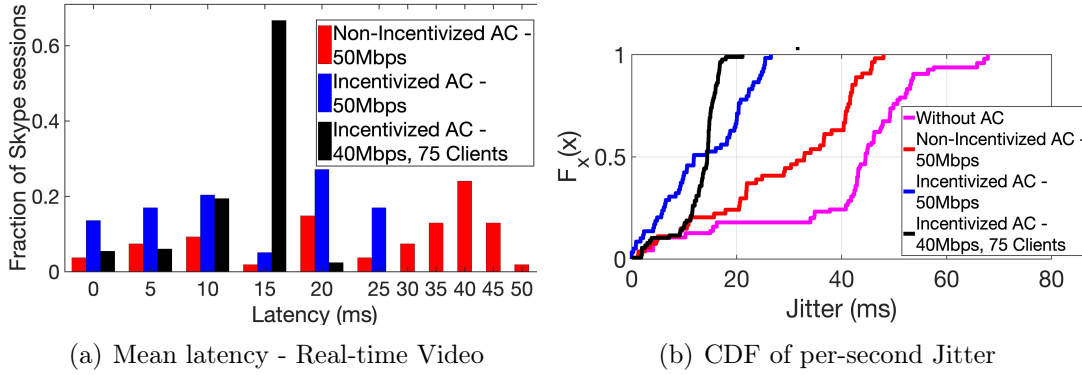 Fraction of Skype sessions
0.6
0.4
0.2
0
Non-Incentivized AC -
50Mbps
Incentivized AC -
50Mbps
Incentivized AC -
40Mbps, 75 Clients
0 5 10 15 20 25 30 35 40 45 50
Latency (ms)
(a) Mean latency - Real-time Video
F_x(x)
1
0.5
0
Without AC
Non-Incentivized AC -
50Mbps
Incentivized AC -
50Mbps
Incentivized AC -
40Mbps, 75 Clients
0 20 40 60 80
Jitter (ms)
(b) CDF of per-second Jitter